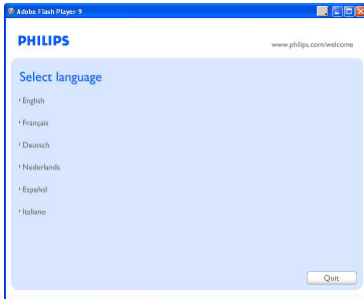 Adobe Flash Player 9
PHILIPS
www.philips.com/welcome
Select language
English
Français
Deutsch
Nederlands
Español
Italiano
Quit